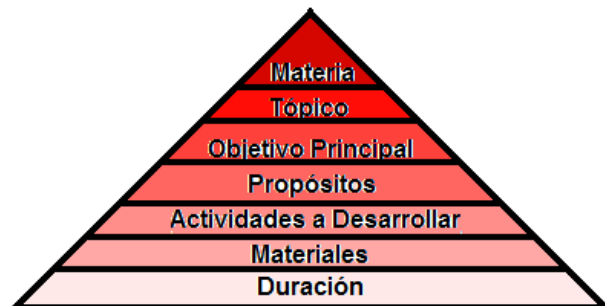 Materia
Tópico
Objetivo Principal
Propósitos
Actividades a Desarrollar
Materiales
Duración